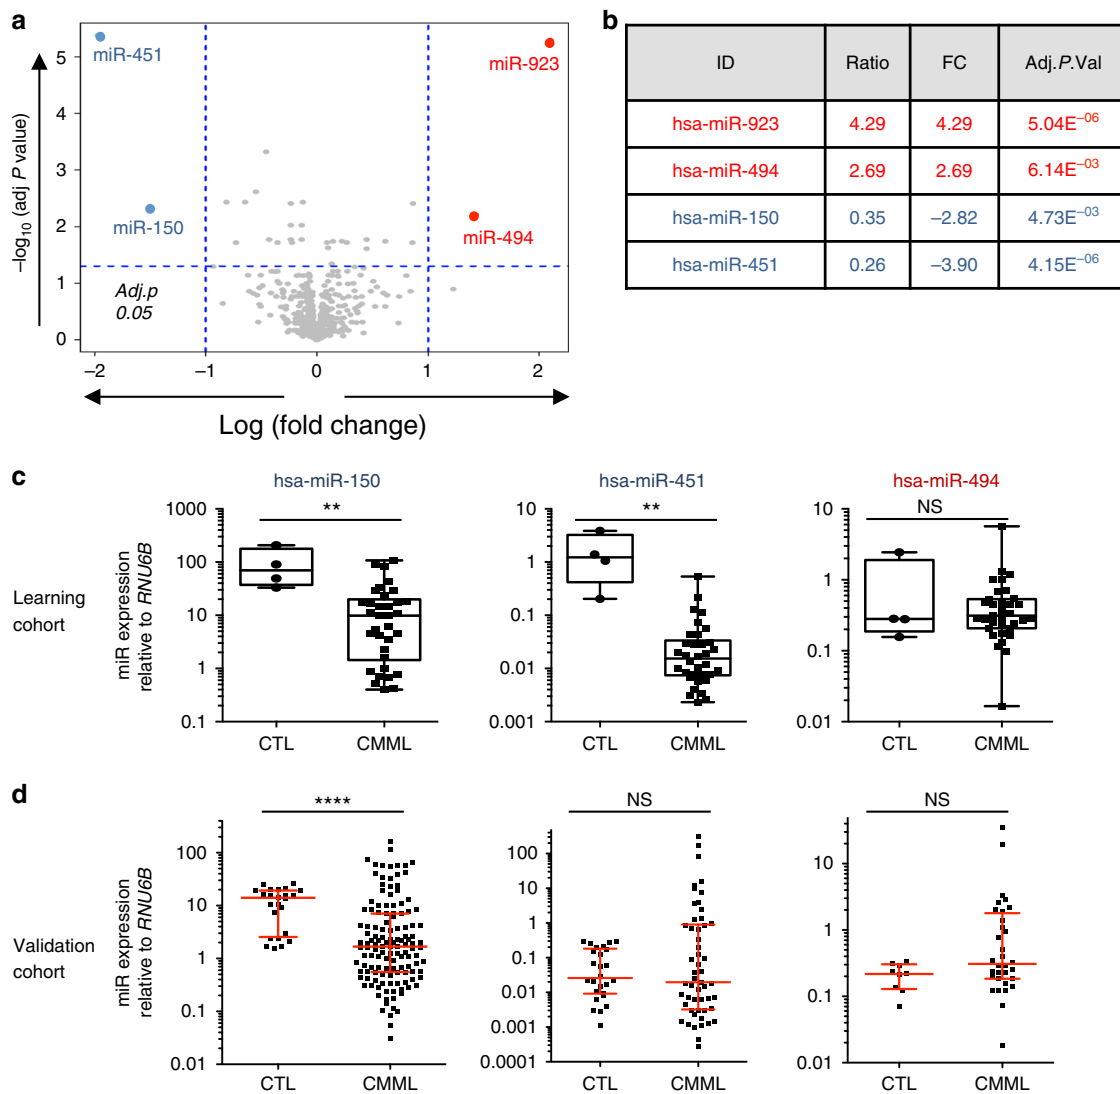 a
miR-451
miR-923
miR-150
miR-494
Adj.p
0.05
5
4
3
2
1
0
–log10 (adj P value)
–2 –1 0 1 2
Log (fold change)
b
ID Ratio FC Adj.P.Val
hsa-miR-923 4.29 4.29 5.04E–06
hsa-miR-494 2.69 2.69 6.14E–03
hsa-miR-150 0.35 –2.82 4.73E–03
hsa-miR-451 0.26 –3.90 4.15E–06
c
Learning
cohort
miR expression
relative to RNU6B
hsa-miR-150
**
1000
100
10
1
0.1
CTL CMML
hsa-miR-451
**
10
1
0.1
0.01
0.001
CTL CMML
hsa-miR-494
NS
10
1
0.1
0.01
CTL CMML
d
Validation
cohort
miR expression
relative to RNU6B
****
100
10
1
0.1
0.01
CTL CMML
NS
100
10
1
0.1
0.01
0.001
0.0001
CTL CMML
NS
10
1
0.1
0.01
CTL CMML